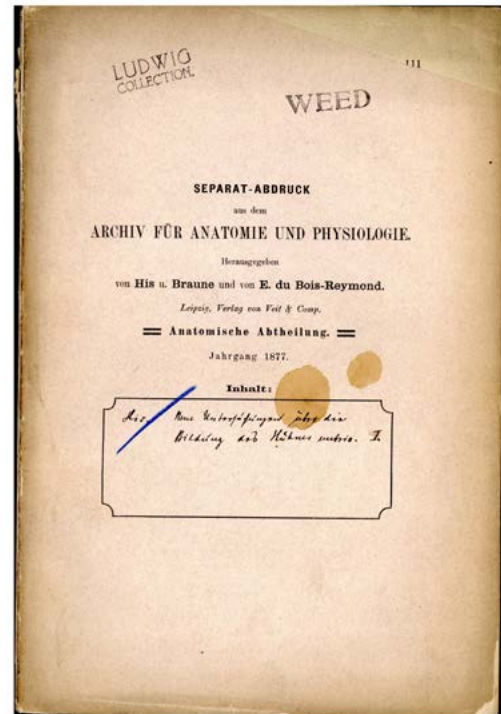 LUDWIG
COLLECTION.
111
WEED
SEPARAT-ABDRUCK
aus dem
ARCHIV FÜR ANATOMIE UND PHYSIOLOGIE.
Herausgegeben
von His u. Braune und von E. du Bois-Reymond.
Leipzig, Verlag von Veit & Comp.
Anatomische Abtheilung.
Jahrgang 1877.
Inhalt:
His. Neue Untersuchungen über die
Bildung des Hühnerembryo. I.